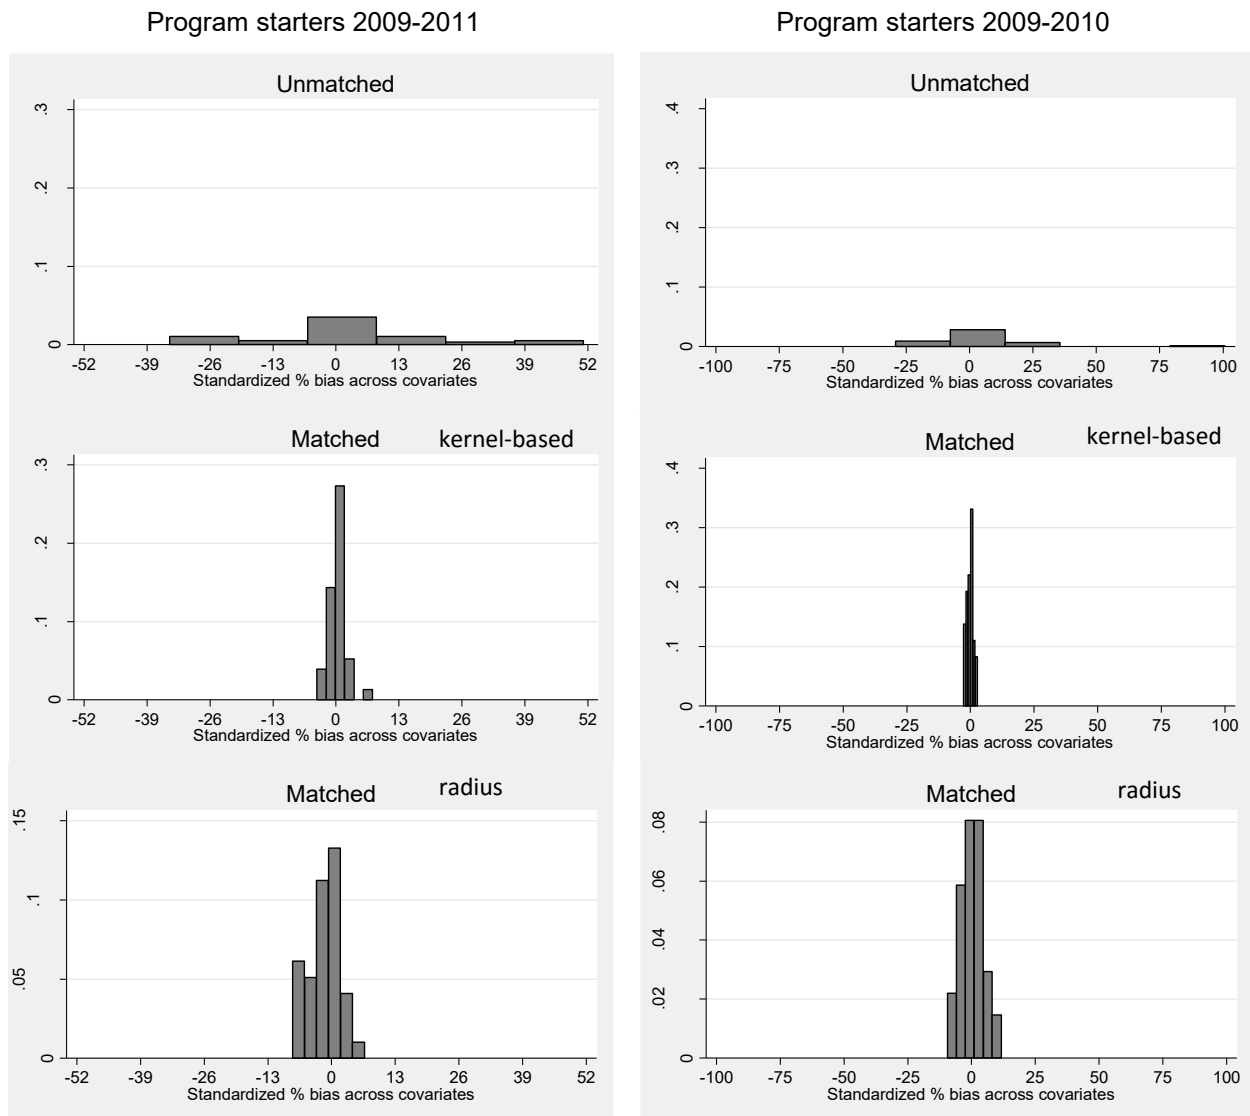 Program starters 2009-2011
Program starters 2009-2010
Unmatched
.3
.2
.1
0
-52 -39 -26 -13 0 13 26 39 52
Standardized % bias across covariates
Unmatched
.4
.3
.2
.1
0
-100 -75 -50 -25 0 25 50 75 100
Standardized % bias across covariates
Matched kernel-based
.3
.2
.1
0
-52 -39 -26 -13 0 13 26 39 52
Standardized % bias across covariates
Matched kernel-based
.4
.3
.2
.1
0
-100 -75 -50 -25 0 25 50 75 100
Standardized % bias across covariates
Matched radius
.15
.1
.05
0
-52 -39 -26 -13 0 13 26 39 52
Standardized % bias across covariates
Matched radius
.08
.06
.04
.02
0
-100 -75 -50 -25 0 25 50 75 100
Standardized % bias across covariates